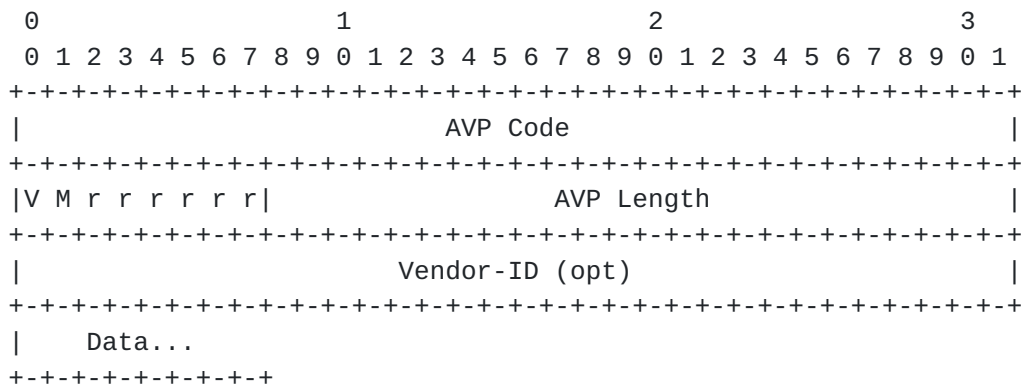 0                   1                   2                   3
 0 1 2 3 4 5 6 7 8 9 0 1 2 3 4 5 6 7 8 9 0 1 2 3 4 5 6 7 8 9 0 1
+-+-+-+-+-+-+-+-+-+-+-+-+-+-+-+-+-+-+-+-+-+-+-+-+-+-+-+-+-+-+-+-+
|                           AVP Code                            |
+-+-+-+-+-+-+-+-+-+-+-+-+-+-+-+-+-+-+-+-+-+-+-+-+-+-+-+-+-+-+-+-+
|V M r r r r r r|                  AVP Length                   |
+-+-+-+-+-+-+-+-+-+-+-+-+-+-+-+-+-+-+-+-+-+-+-+-+-+-+-+-+-+-+-+-+
|                        Vendor-ID (opt)                        |
+-+-+-+-+-+-+-+-+-+-+-+-+-+-+-+-+-+-+-+-+-+-+-+-+-+-+-+-+-+-+-+-+
|    Data...
+-+-+-+-+-+-+-+-+